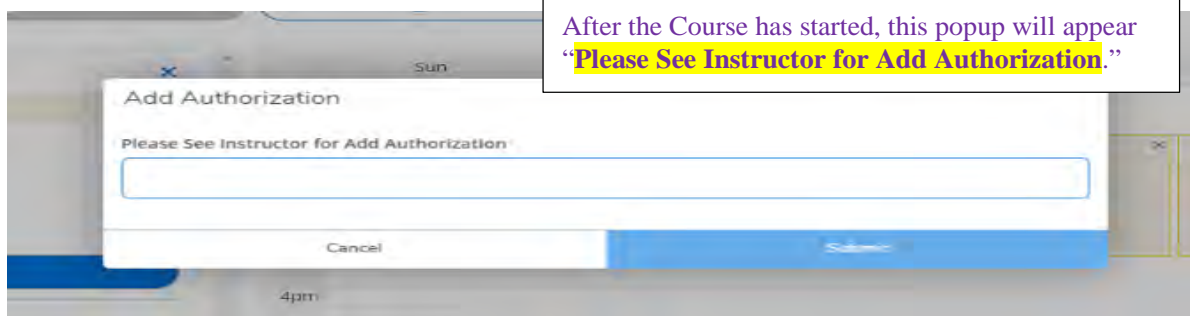 After the Course has started, this popup will appear
“Please See Instructor for Add Authorization.”
Sun
Add Authorization
Please See Instructor for Add Authorization
Cancel
Submit
4pm